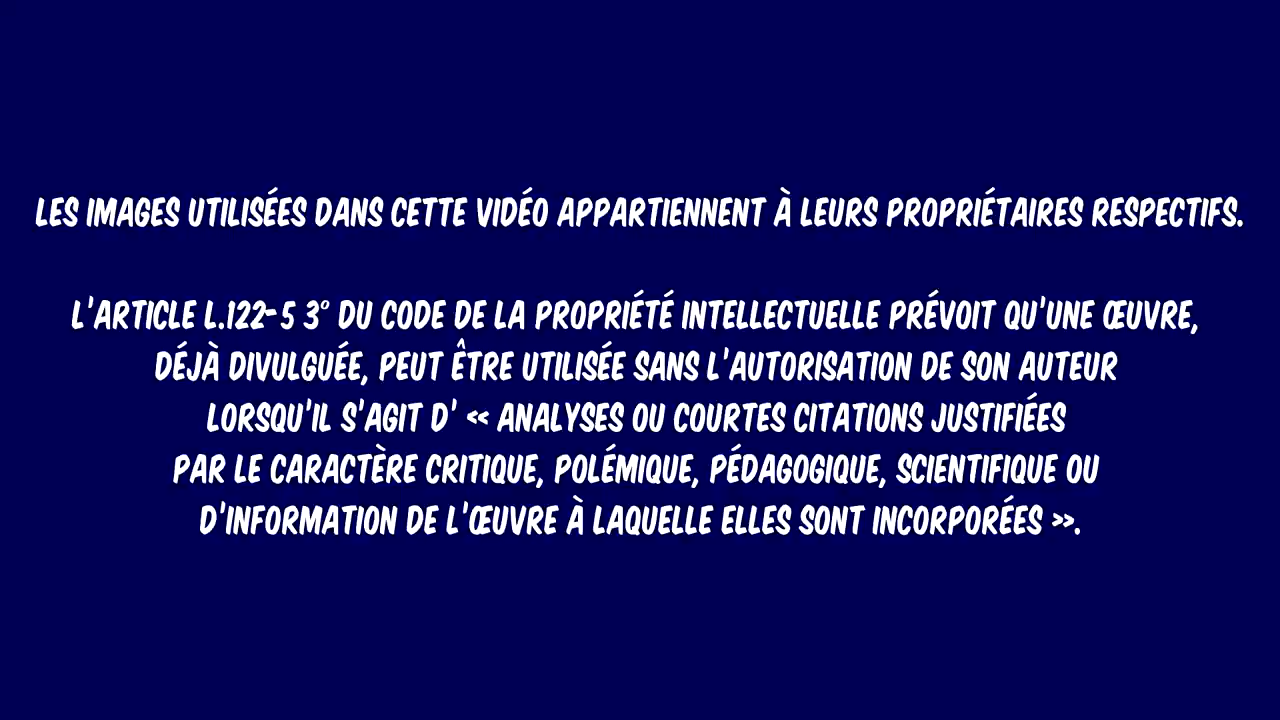 LES IMAGES UTILISÉES DANS CETTE VIDÉO APPARTIENNENT À LEURS PROPRIÉTAIRES RESPECTIFS.
L'ARTICLE L.122-5 3° DU CODE DE LA PROPRIÉTÉ INTELLECTUELLE PRÉVOIT QU'UNE ŒUVRE,
DÉJÀ DIVULGUÉE, PEUT ÊTRE UTILISÉE SANS L'AUTORISATION DE SON AUTEUR
LORSQU'IL S'AGIT D' « ANALYSES OU COURTES CITATIONS JUSTIFIÉES
PAR LE CARACTÈRE CRITIQUE, POLÉMIQUE, PÉDAGOGIQUE, SCIENTIFIQUE OU
D'INFORMATION DE L'ŒUVRE À LAQUELLE ELLES SONT INCORPORÉES ».